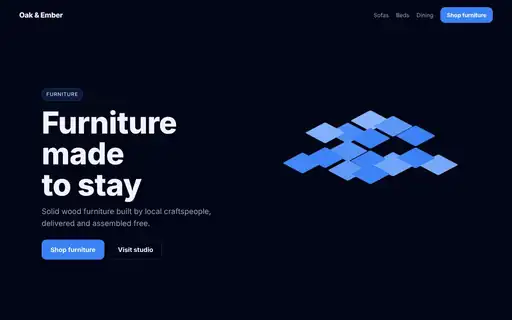 Oak & Ember
Sofas Beds Dining Shop furniture
FURNITURE
Furniture
made
to stay
Solid wood furniture built by local craftspeople,
delivered and assembled free.
Shop furniture Visit studio